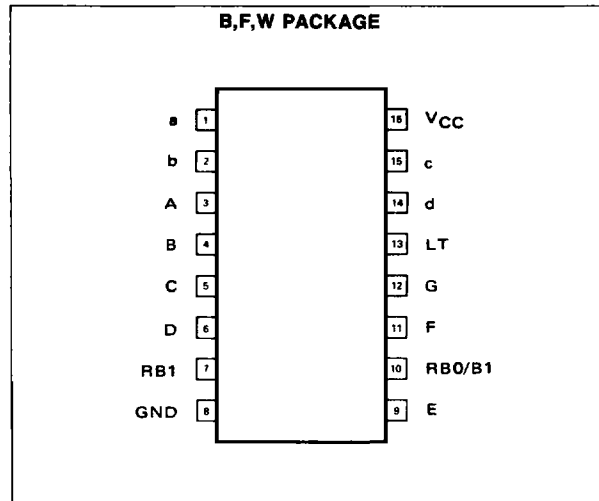 B,F,W PACKAGE
a 1 16 VCC
b 2 15 c
A 3 14 d
B 4 13 LT
C 5 12 G
D 6 11 F
RB1 7 10 RB0/B1
GND 8 9 E